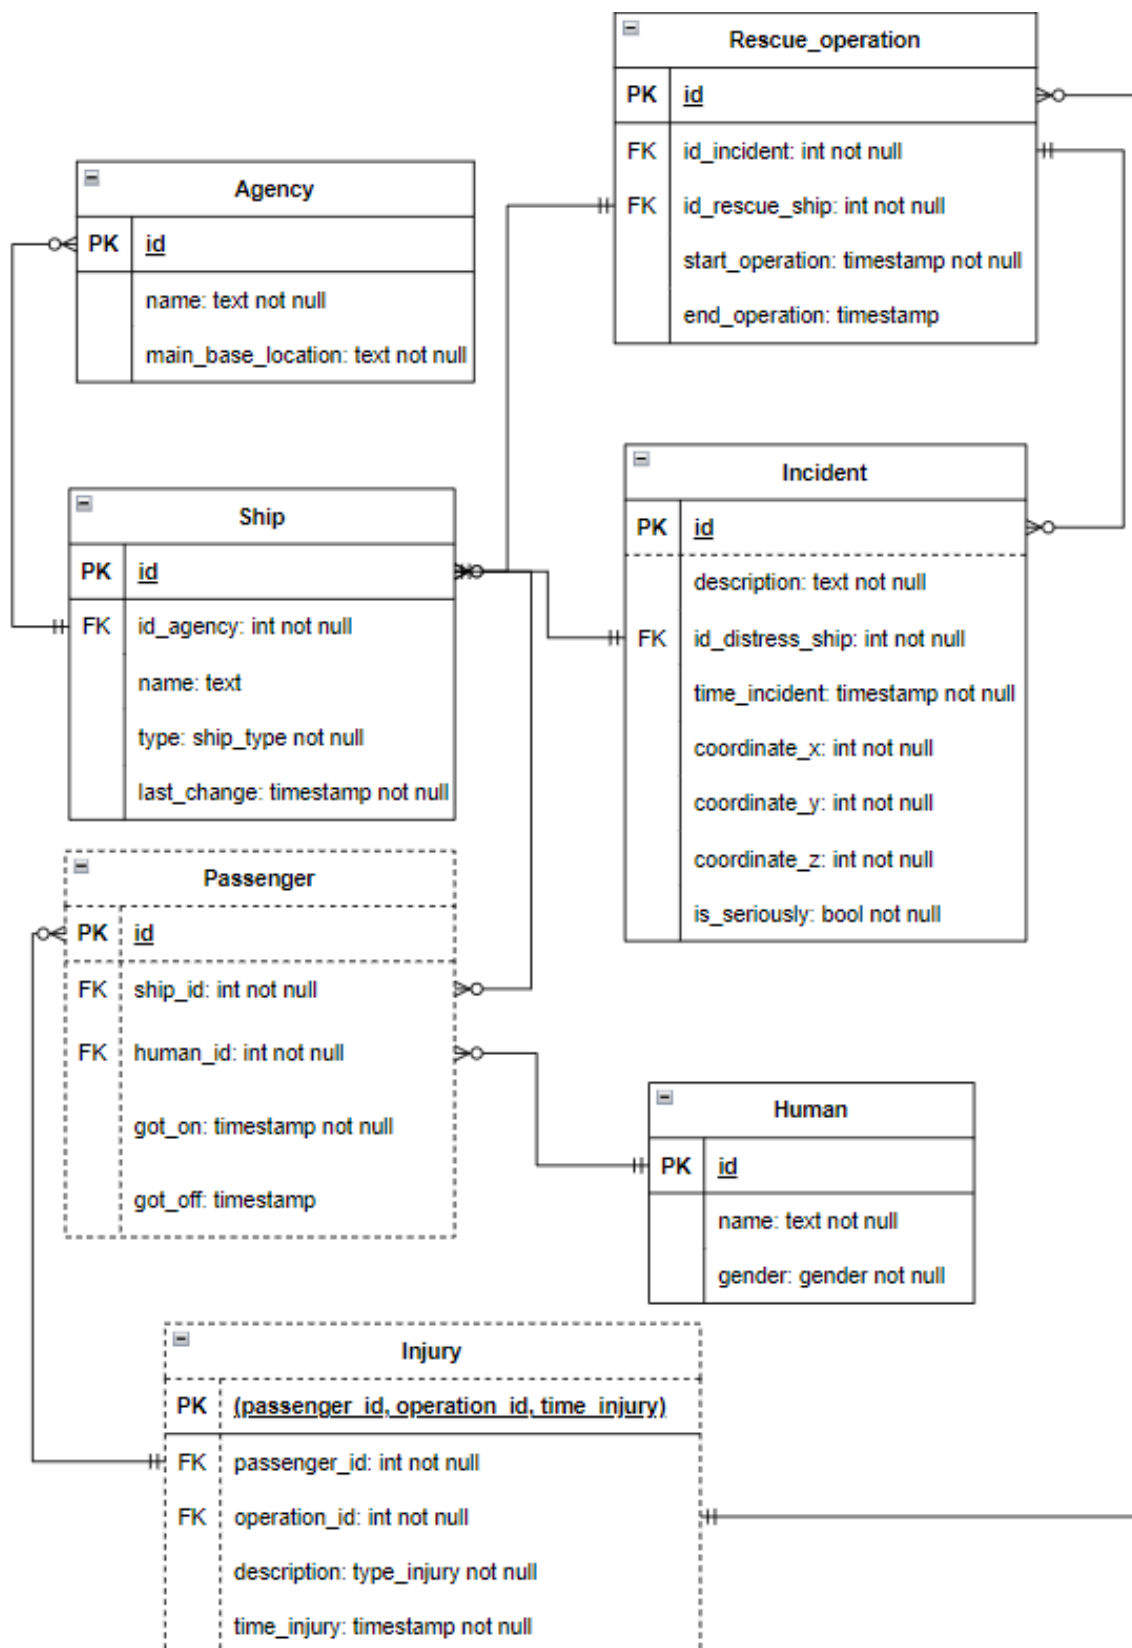 Rescue_operation
PK id
FK id_incident: int not null
FK id_rescue_ship: int not null
start_operation: timestamp not null
end_operation: timestamp
Agency
PK id
name: text not null
main_base_location: text not null
Ship
PK id
FK id_agency: int not null
name: text
type: ship_type not null
last_change: timestamp not null
Incident
PK id
description: text not null
FK id_distress_ship: int not null
time_incident: timestamp not null
coordinate_x: int not null
coordinate_y: int not null
coordinate_z: int not null
is_seriously: bool not null
Passenger
PK id
FK ship_id: int not null
FK human_id: int not null
got_on: timestamp not null
got_off: timestamp
Human
PK id
name: text not null
gender: gender not null
Injury
PK (passenger_id, operation_id, time_injury)
FK passenger_id: int not null
FK operation_id: int not null
description: type_injury not null
time_injury: timestamp not null